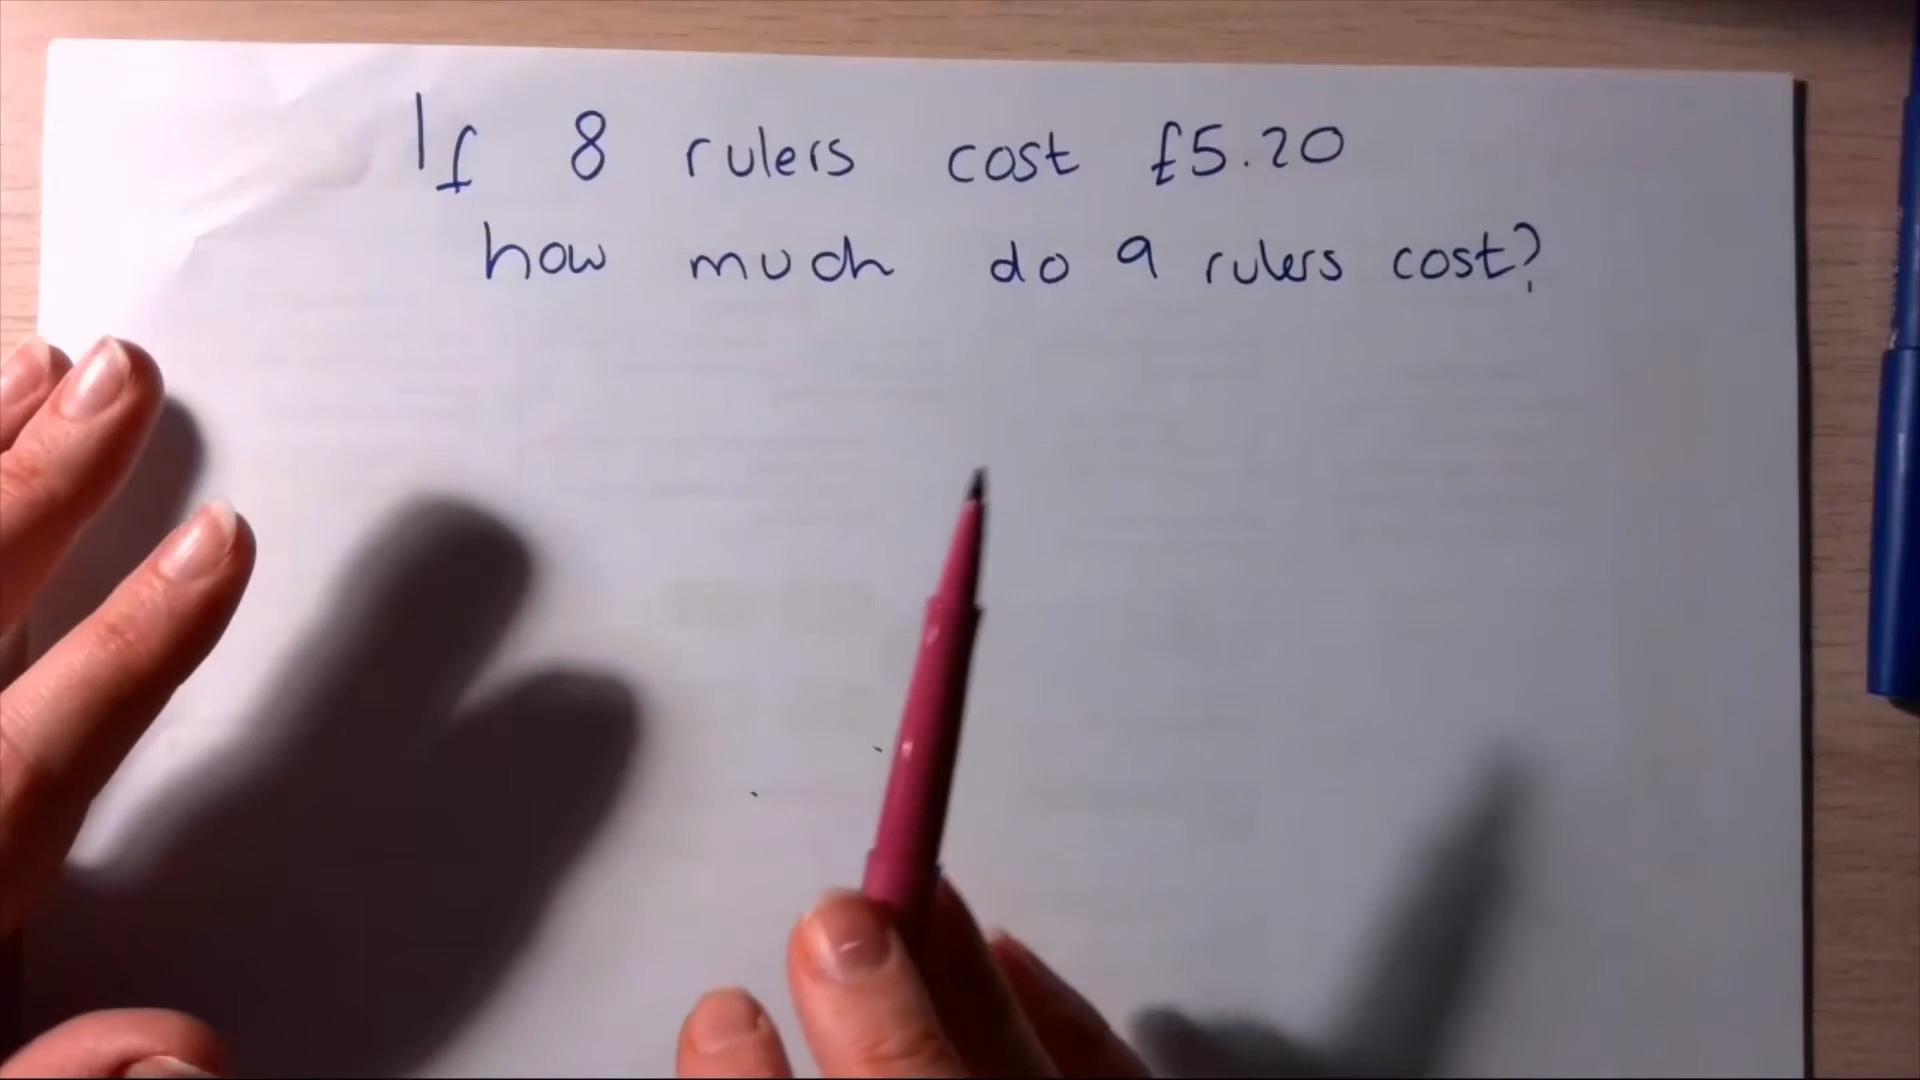 If 8 rulers cost £5.20
how much do 9 rulers cost?